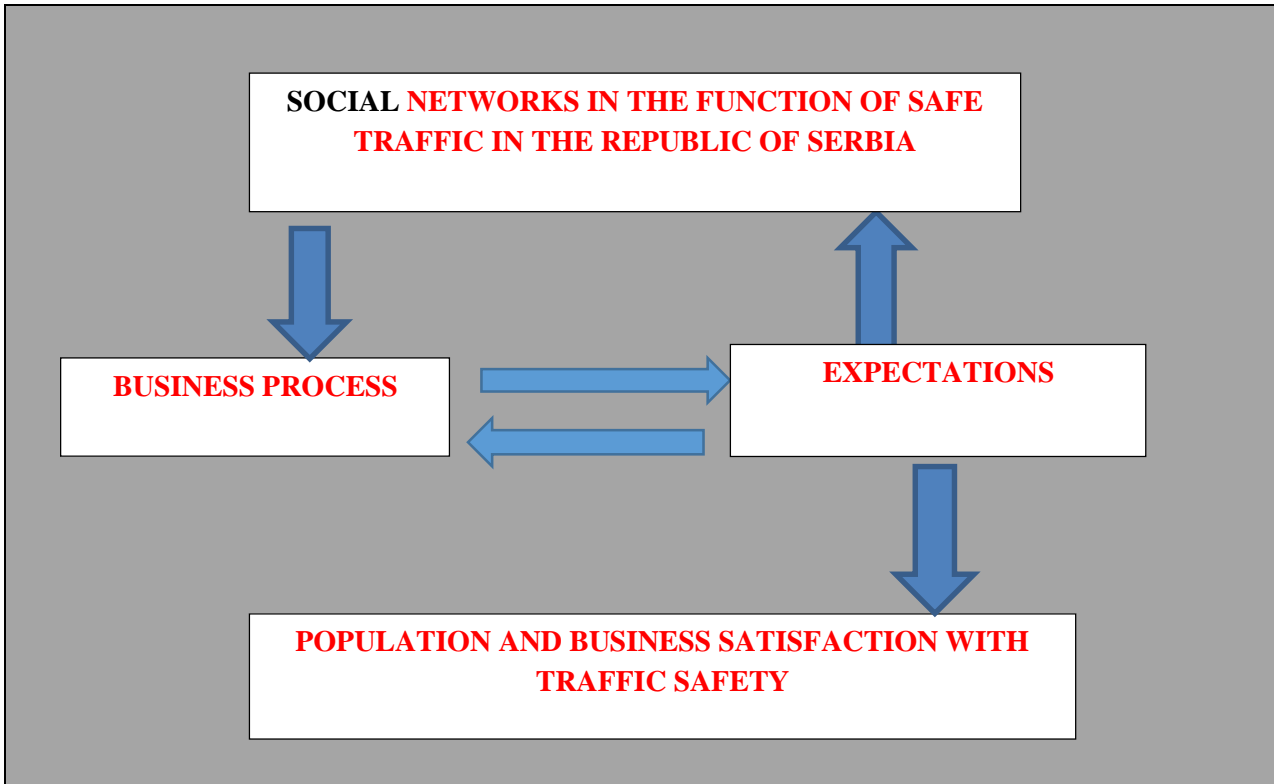 SOCIAL NETWORKS IN THE FUNCTION OF SAFE
TRAFFIC IN THE REPUBLIC OF SERBIA
BUSINESS PROCESS
EXPECTATIONS
POPULATION AND BUSINESS SATISFACTION WITH
TRAFFIC SAFETY